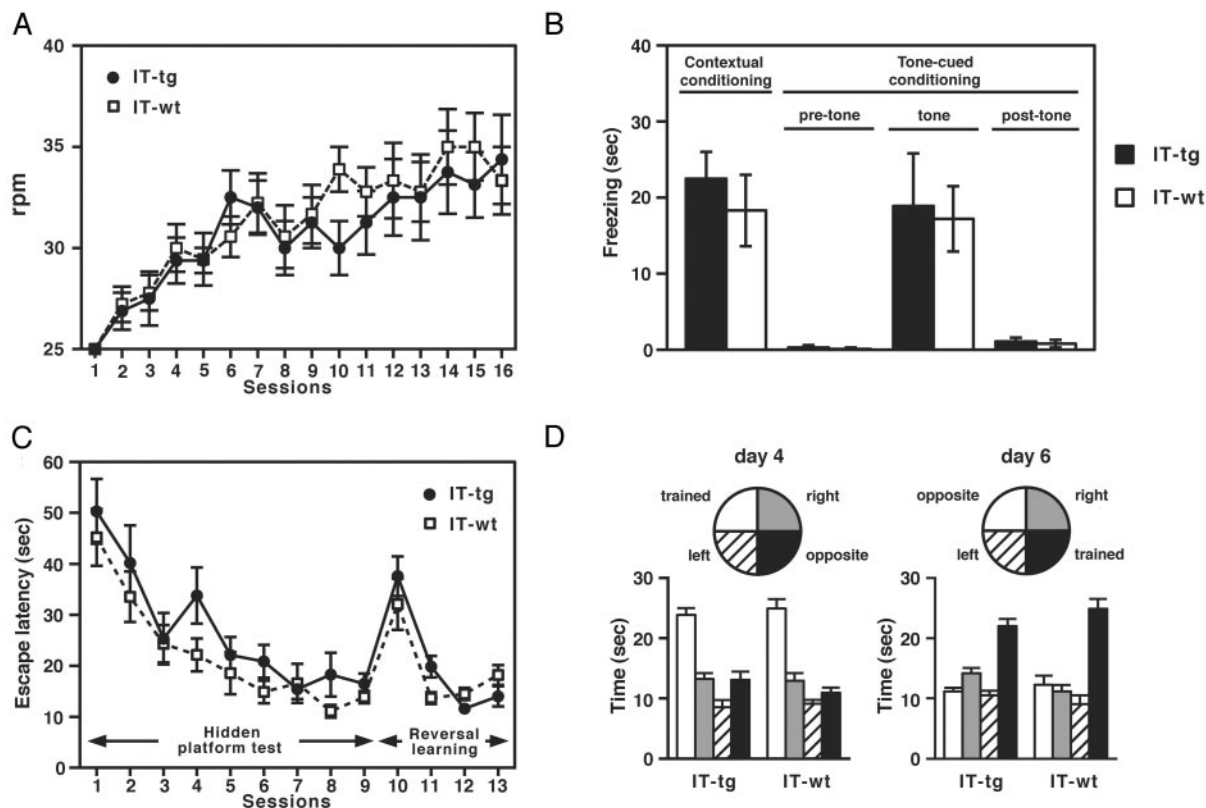 A
40
35
30
25
rpm
IT-tg
IT-wt
1 2 3 4 5 6 7 8 9 10 11 12 13 14 15 16
Sessions
B
40
30
20
10
0
Freezing (sec)
Contextual
conditioning
Tone-cued
conditioning
pre-tone
tone
post-tone
IT-tg
IT-wt
C
60
50
40
30
20
10
0
Escape latency (sec)
IT-tg
IT-wt
Hidden
platform test
Reversal
learning
1 2 3 4 5 6 7 8 9 10 11 12 13
Sessions
D
day 4
trained
right
left
opposite
30
20
10
0
Time (sec)
IT-tg
IT-wt
day 6
opposite
right
left
trained
30
20
10
0
Time (sec)
IT-tg
IT-wt